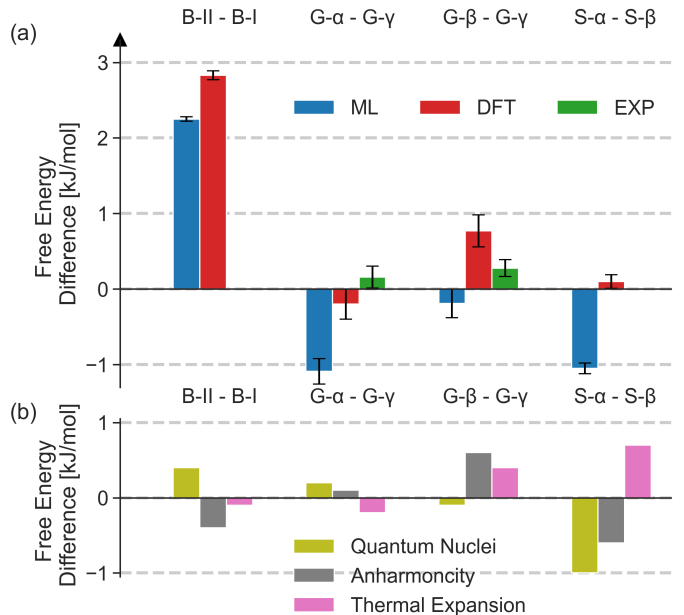 (a)
B-II - B-I G-α - G-γ G-β - G-γ S-α - S-β
3
ML DFT EXP
2
1
0
−1
Free Energy
Difference [kJ/mol]
(b)
B-II - B-I G-α - G-γ G-β - G-γ S-α - S-β
1
0
−1
Free Energy
Difference [kJ/mol]
Quantum Nuclei
Anharmoncity
Thermal Expansion